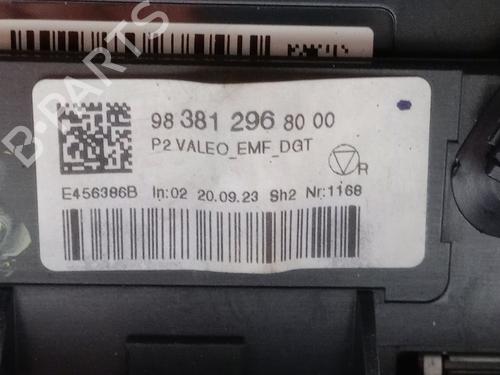 B-PARTS
98 381 296 80 00
P2 VALEO_EMF_DGT
R
E456386B In:02 20.09.23 Sh2 Nr:1168